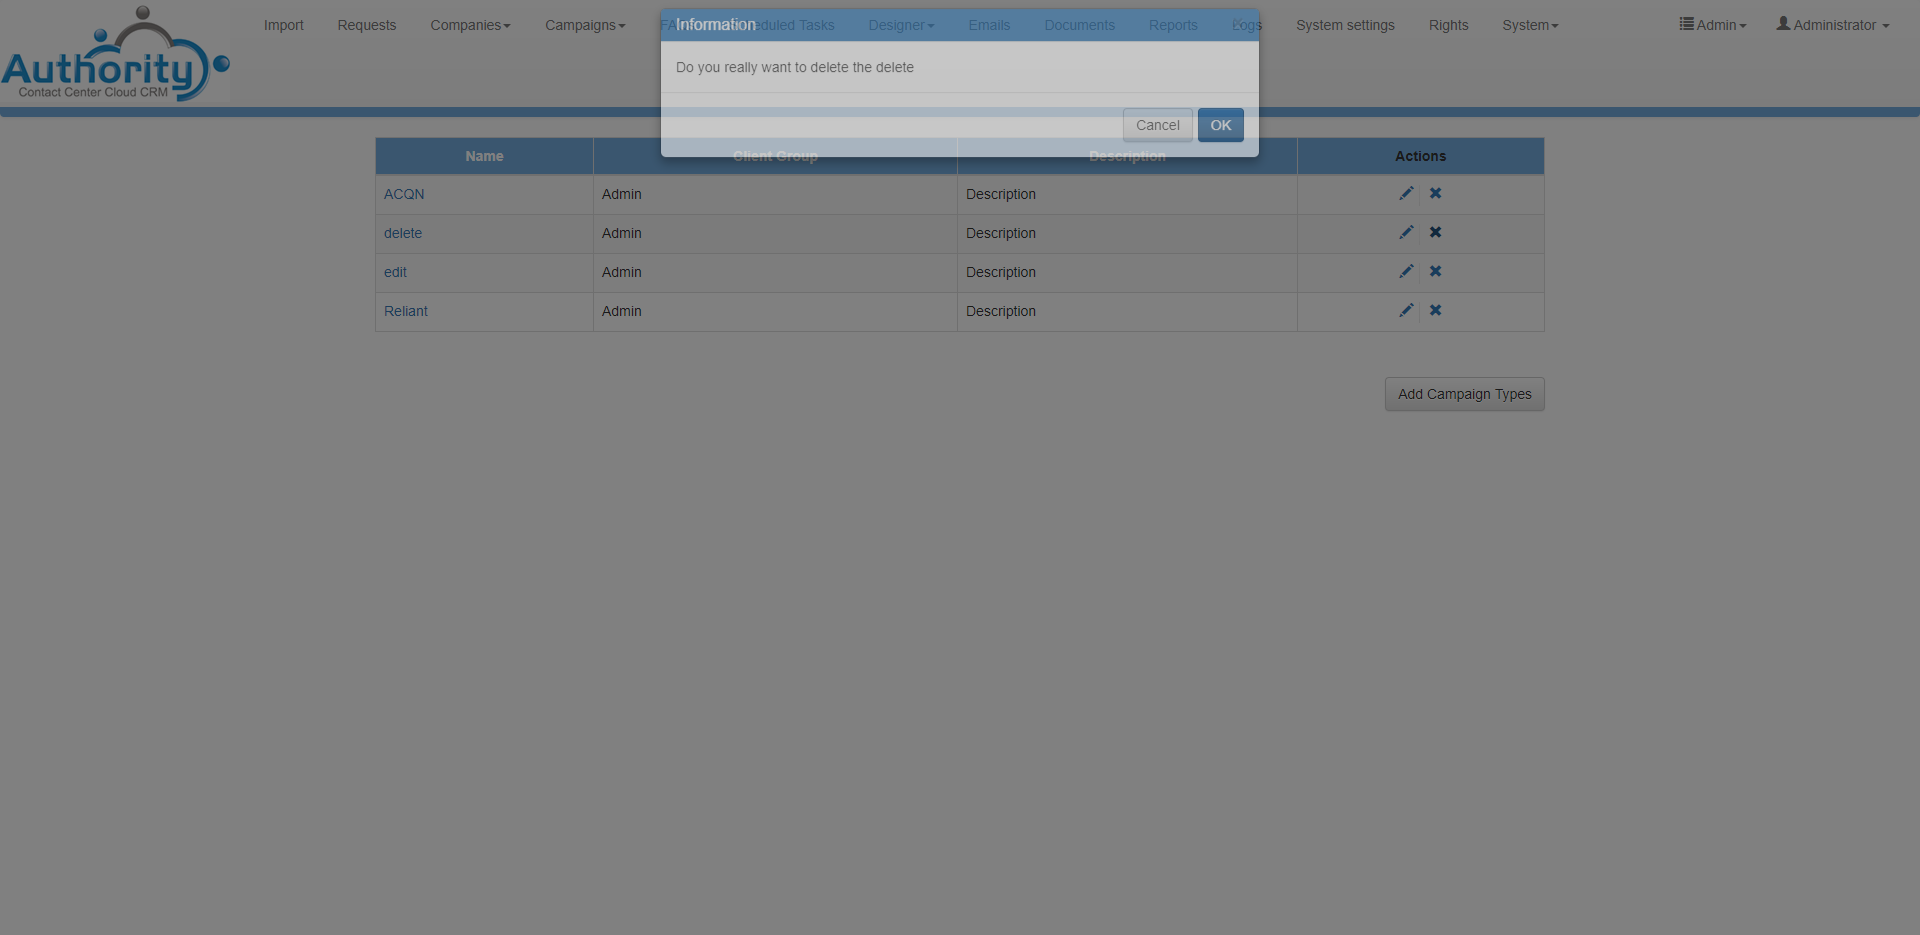 Authority
Contact Center Cloud CRM
Import Requests Companies Campaigns FA duled Tasks Designer Emails Documents Reports Logs System settings Rights System Admin Administrator
Information
Do you really want to delete the delete
Cancel OK
Name Client Group Description Actions
ACQN Admin Description
delete Admin Description
edit Admin Description
Reliant Admin Description
Add Campaign Types